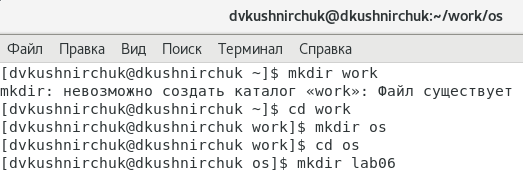 dvkushnirchuk@dkushnirchuk:~/work/os
Файл Правка Вид Поиск Терминал Справка
[dvkushnirchuk@dkushnirchuk ~]$ mkdir work
mkdir: невозможно создать каталог «work»: Файл существует
[dvkushnirchuk@dkushnirchuk ~]$ cd work
[dvkushnirchuk@dkushnirchuk work]$ mkdir os
[dvkushnirchuk@dkushnirchuk work]$ cd os
[dvkushnirchuk@dkushnirchuk os]$ mkdir lab06